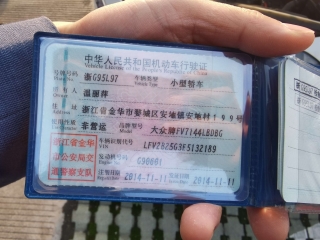 中华人民共和国机动车行驶证
Vehicle License of the People's Republic of China
号牌号码 浙G95L97 车辆类型 小型轿车
Vehicle Type
所有人 温丽萍
住址 浙江省金华市婺城区安地镇安地村199号
使用性质 非营运 品牌型号 大众牌FV7144LBDBG
浙江省金华市公安局交通警察支队
车辆识别代号
发动机号码 G90601
注册日期 2014-11-11 发证日期 2014-11-11